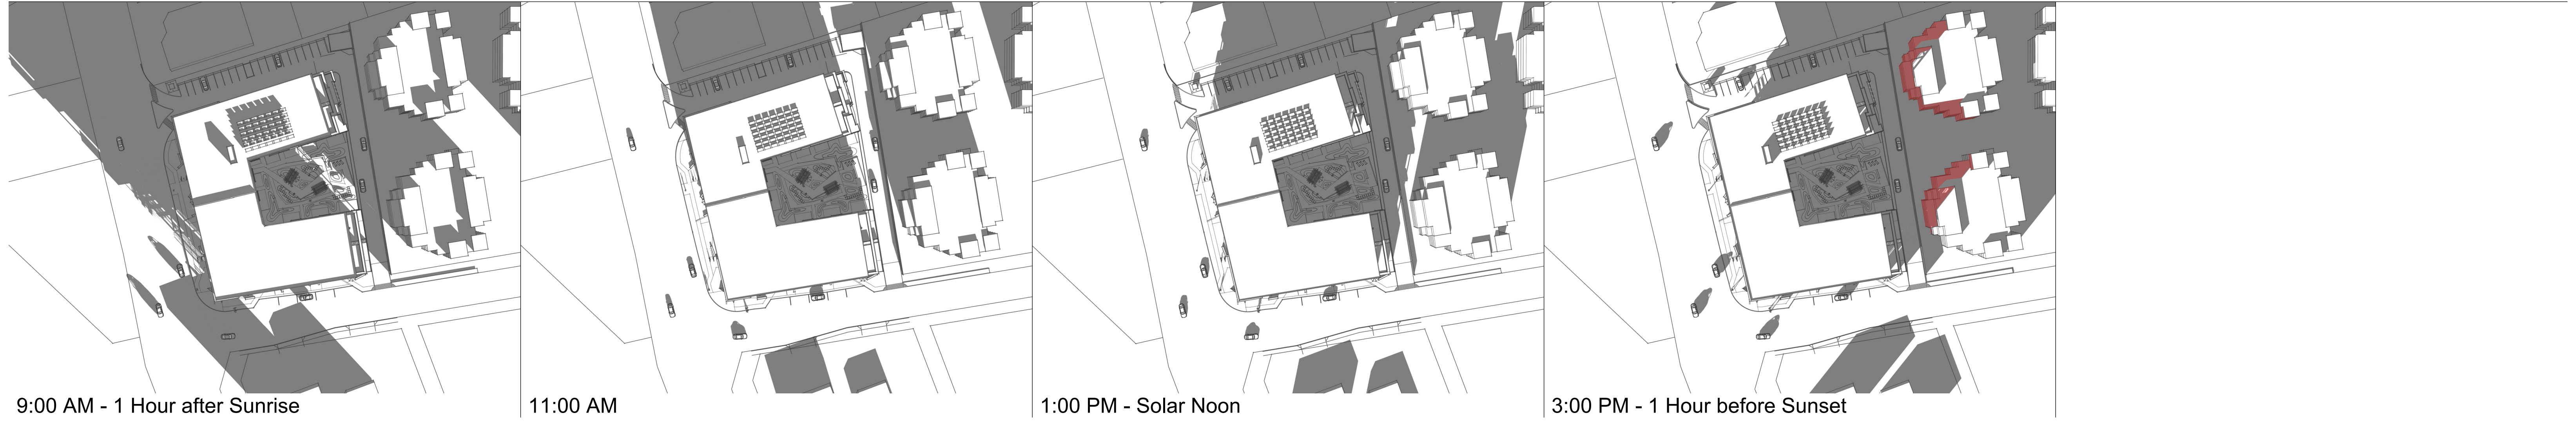 9:00 AM - 1 Hour after Sunrise
11:00 AM
1:00 PM - Solar Noon
3:00 PM - 1 Hour before Sunset